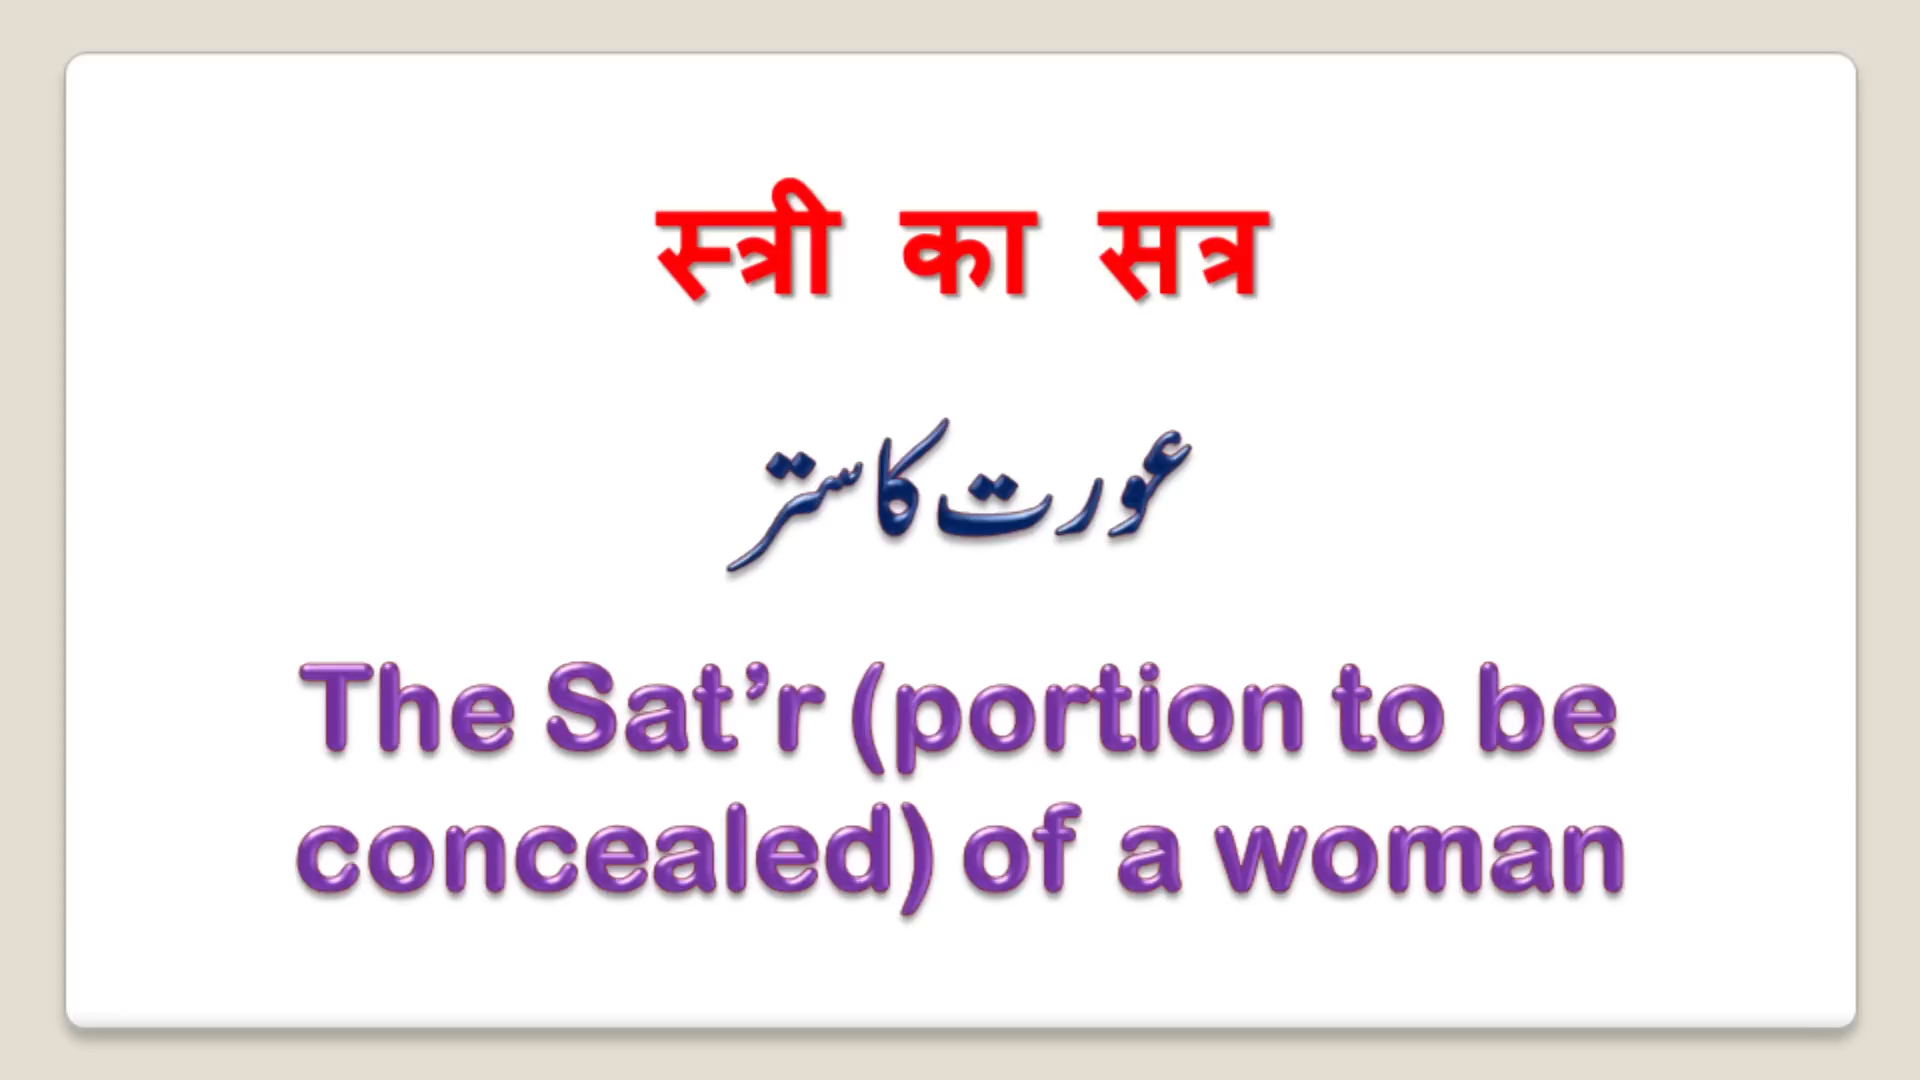 स्त्री का सत्र
عورت کا ستر
The Sat’r (portion to be
concealed) of a woman